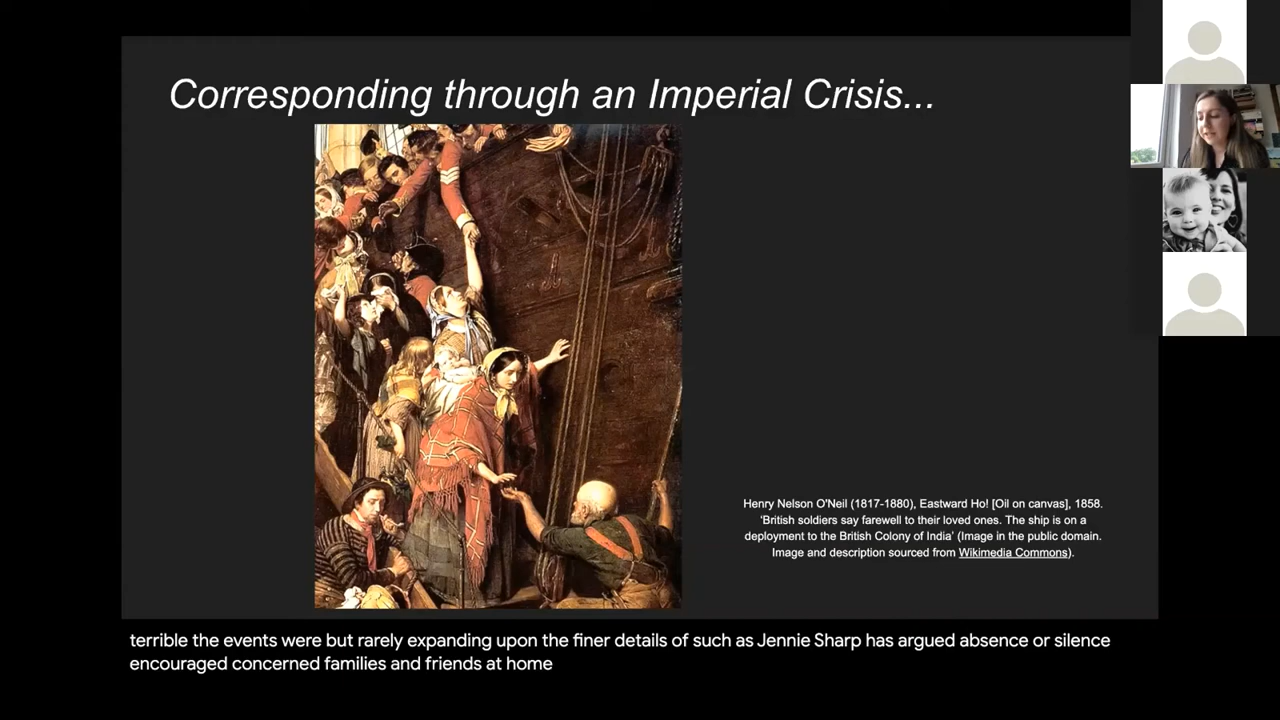 Corresponding through an Imperial Crisis...
Henry Nelson O'Neil (1817-1880), Eastward Ho! [Oil on canvas], 1858.
'British soldiers say farewell to their loved ones. The ship is on a
deployment to the British Colony of India' (Image in the public domain.
Image and description sourced from Wikimedia Commons).
terrible the events were but rarely expanding upon the finer details of such as Jennie Sharp has argued absence or silence
encouraged concerned families and friends at home